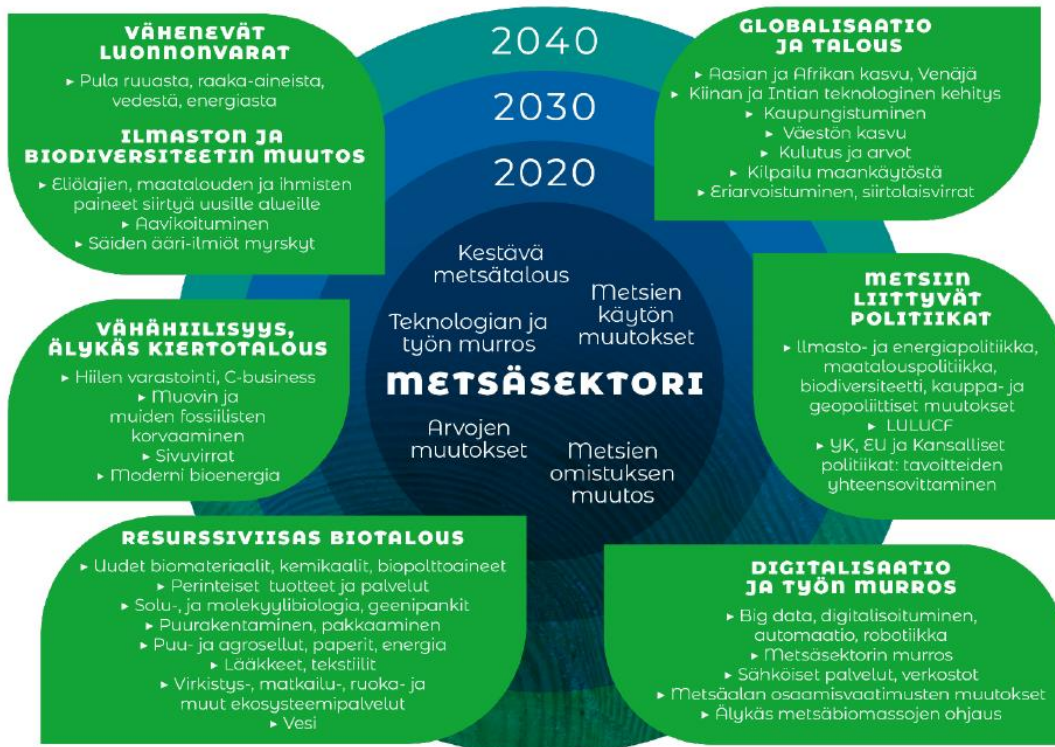 VÄHENEVÄT
LUONNONVARAT
▸ Pula ruuasta, raaka-aineista,
vedestä, energiasta
ILMASTON JA
BIODIVERSITEETIN MUUTOS
▸ Eliölajien, maatalouden ja ihmisten
paineet siirtyä uusille alueille
▸ Aavikoituminen
▸ Säiden ääri-ilmiöt myrskyt
2040
2030
2020
GLOBALISAATIO
JA TALOUS
▸ Aasian ja Afrikan kasvu, Venäjä
▸ Kiinan ja Intian teknologinen kehitys
▸ Kaupungistuminen
▸ Väestön kasvu
▸ Kulutus ja arvot
▸ Kilpailu maankäytöstä
▸ Eriarvoistuminen, siirtolaisvirrat
Kestävä
metsätalous
Metsien
käytön
muutokset
Teknologian ja
työn murros
METSÄSEKTORI
Arvojen
muutokset
Metsien
omistuksen
muutos
VÄHÄHIILISYYS,
ÄLYKÄS KIERTOTALOUS
▸ Hiilen varastointi, C-business
▸ Muovin ja
muiden fossiilisten
korvaaminen
▸ Sivuvirrat
▸ Moderni bioenergia
METSIIN
LIITTYVÄT
POLITIIKAT
▸ Ilmasto- ja energiapolitiikka,
maatalouspolitiikka,
biodiversiteetti, kauppa- ja
geopoliittiset muutokset
▸ LULUCF
▸ YK, EU ja Kansalliset
politiikat: tavoitteiden
yhteensovittaminen
RESURSSIVIISAS BIOTALOUS
▸ Uudet biomateriaalit, kemikaalit, biopolttoaineet
▸ Perinteiset tuotteet ja palvelut
▸ Solu-, ja molekyylibiologia, geenipankit
▸ Puurakentaminen, pakkaaminen
▸ Puu- ja agrosellut, paperit, energia
▸ Lääkkeet, tekstiilit
▸ Virkistys-, matkailu-, ruoka- ja
muut ekosysteemipalvelut
▸ Vesi
DIGITALISAATIO
JA TYÖN MURROS
▸ Big data, digitalisoituminen,
automaatio, robotiikka
▸ Metsäsektorin murros
▸ Sähköiset palvelut, verkostot
▸ Metsäalan osaamisvaatimusten muutokset
▸ Älykäs metsäbiomassojen ohjaus